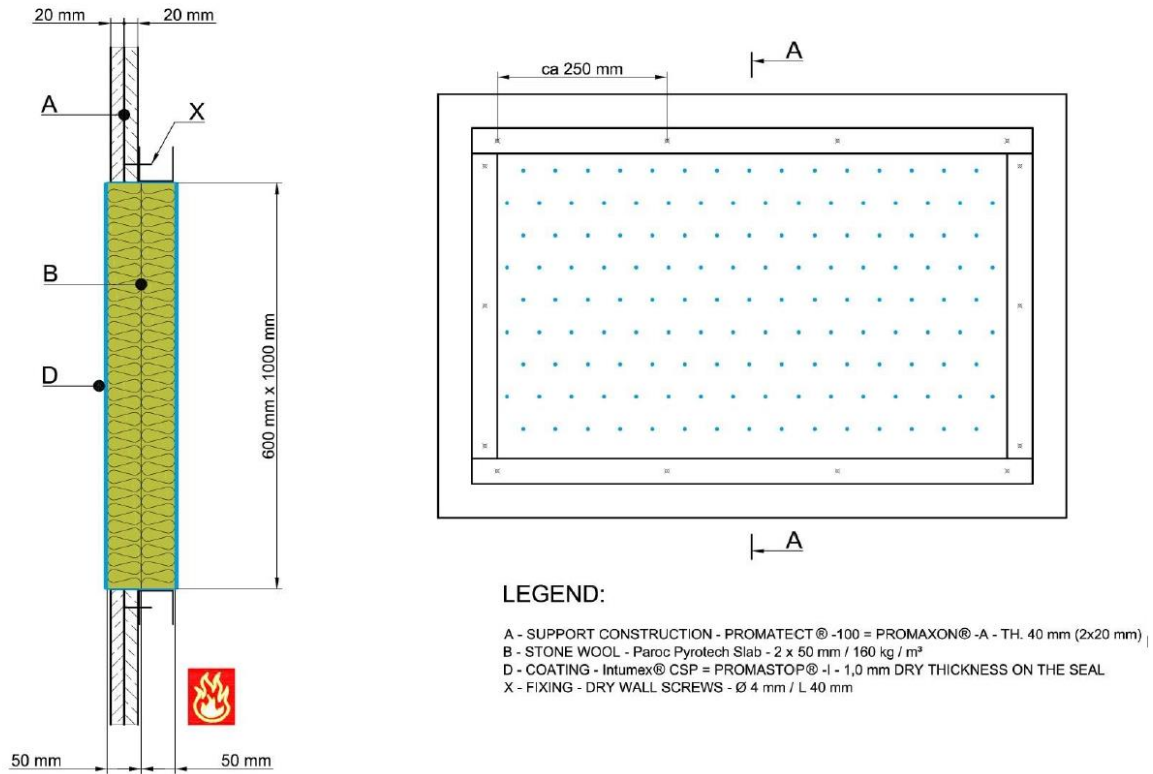 20 mm 20 mm
A
X
B
D
600 mm x 1000 mm
50 mm 50 mm
A
ca 250 mm
A
LEGEND:
A - SUPPORT CONSTRUCTION - PROMATECT ® -100 = PROMAXON® -A - TH. 40 mm (2x20 mm)
B - STONE WOOL - Paroc Pyrotech Slab - 2 x 50 mm / 160 kg / m³
D - COATING - Intumex® CSP = PROMASTOP® -I - 1,0 mm DRY THICKNESS ON THE SEAL
X - FIXING - DRY WALL SCREWS - Ø 4 mm / L 40 mm